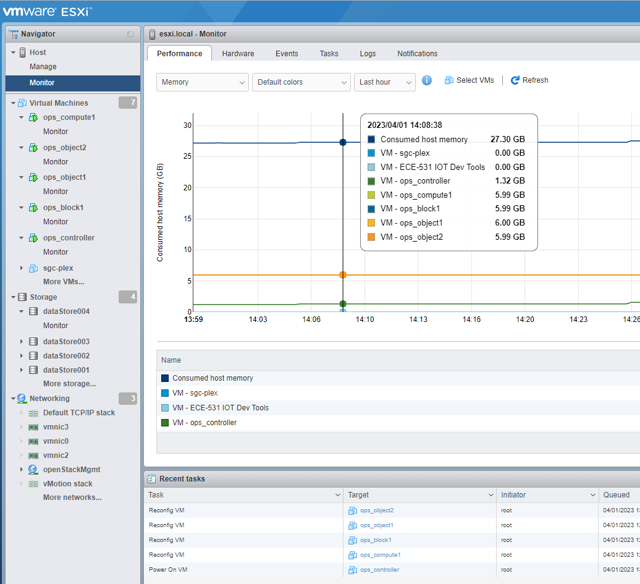 vmware ESXi™
Navigator
Host
Manage
Monitor
Virtual Machines 7
ops_compute1
Monitor
ops_object2
Monitor
ops_object1
Monitor
ops_block1
Monitor
ops_controller
Monitor
sgc-plex
More VMs...
Storage 4
dataStore004
Monitor
dataStore003
dataStore002
dataStore001
More storage...
Networking 3
Default TCP/IP stack
vmnic3
vmnic0
vmnic2
openStackMgmt
vMotion stack
More networks...
esxi.local - Monitor
Performance Hardware Events Tasks Logs Notifications
Memory Default colors Last hour Select VMs Refresh
Consumed host memory (GB)
30
25
20
15
10
5
0
13:59 14:03 14:06 14:10 14:13 14:16 14:20 14:23 14:26
2023/04/01 14:08:38
Consumed host memory 27.30 GB
VM - sgc-plex 0.00 GB
VM - ECE-531 IOT Dev Tools 0.00 GB
VM - ops_controller 1.32 GB
VM - ops_compute1 5.99 GB
VM - ops_block1 5.99 GB
VM - ops_object1 6.00 GB
VM - ops_object2 5.99 GB
Name
Consumed host memory
VM - sgc-plex
VM - ECE-531 IOT Dev Tools
VM - ops_controller
Recent tasks
Task Target Initiator Queued
Reconfig VM ops_object2 root 04/01/2023 1
Reconfig VM ops_object1 root 04/01/2023 1
Reconfig VM ops_block1 root 04/01/2023 1
Reconfig VM ops_compute1 root 04/01/2023 1
Power On VM ops_controller root 04/01/2023 1